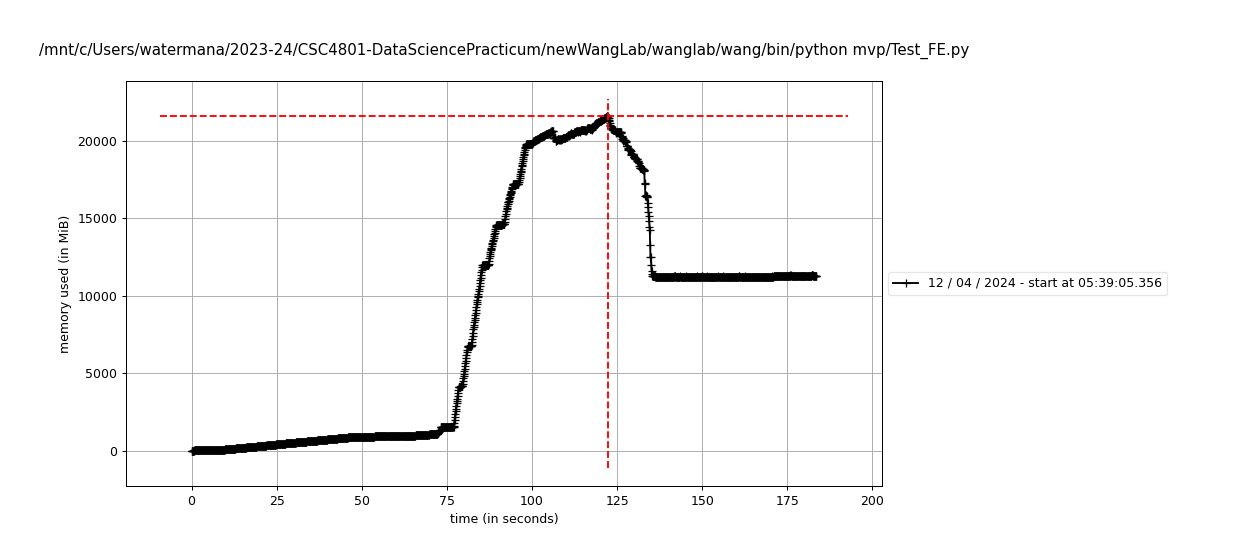 /mnt/c/Users/watermana/2023-24/CSC4801-DataSciencePracticum/newWangLab/wanglab/wang/bin/python mvp/Test_FE.py
memory used (in MiB)
20000
15000
10000
5000
0
0 25 50 75 100 125 150 175 200
time (in seconds)
12 / 04 / 2024 - start at 05:39:05.356